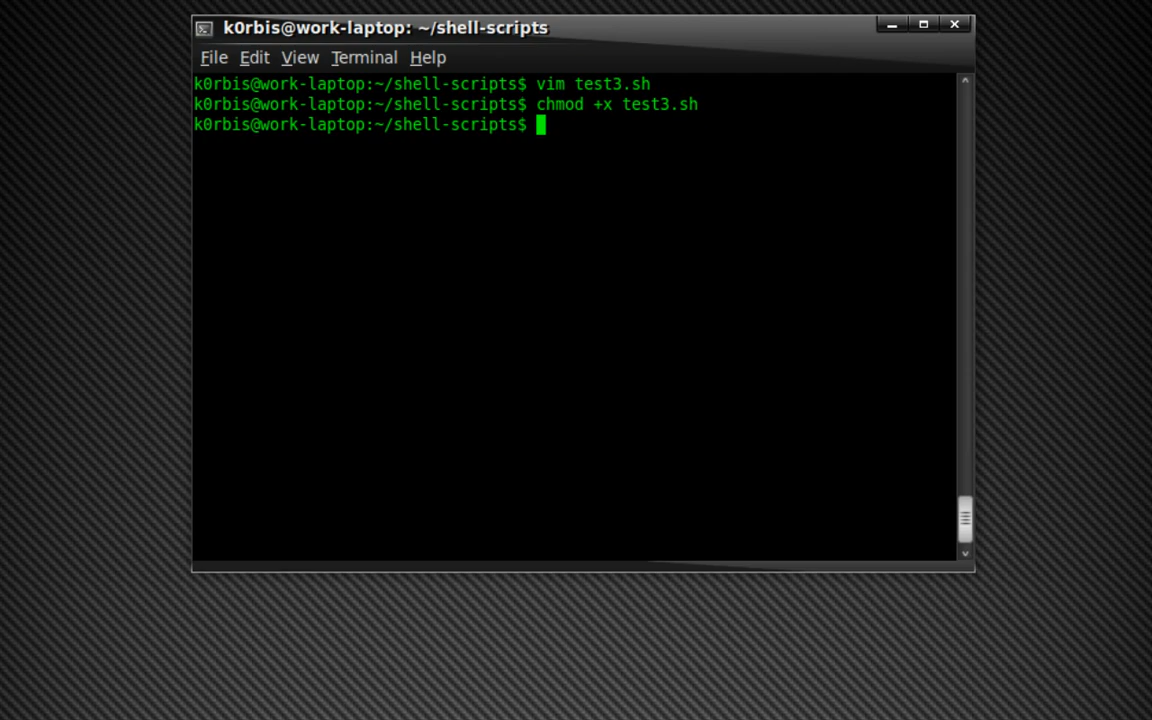 k0rbis@work-laptop: ~/shell-scripts
File Edit View Terminal Help
k0rbis@work-laptop:~/shell-scripts$ vim test3.sh
k0rbis@work-laptop:~/shell-scripts$ chmod +x test3.sh
k0rbis@work-laptop:~/shell-scripts$